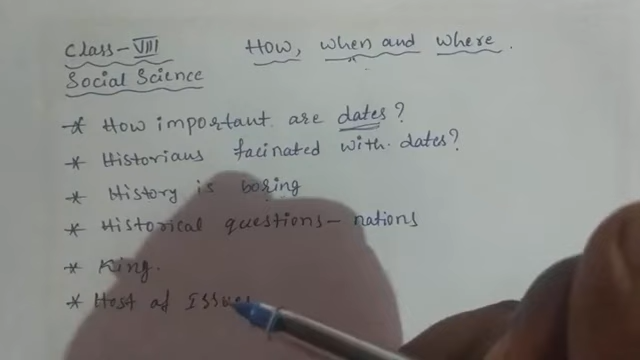 Class-VIII How, when and where.
Social Science
* How important are dates?
* Historians facinated with dates?
* History is boring
* Historical questions - nations
* King.
* Host of Issues